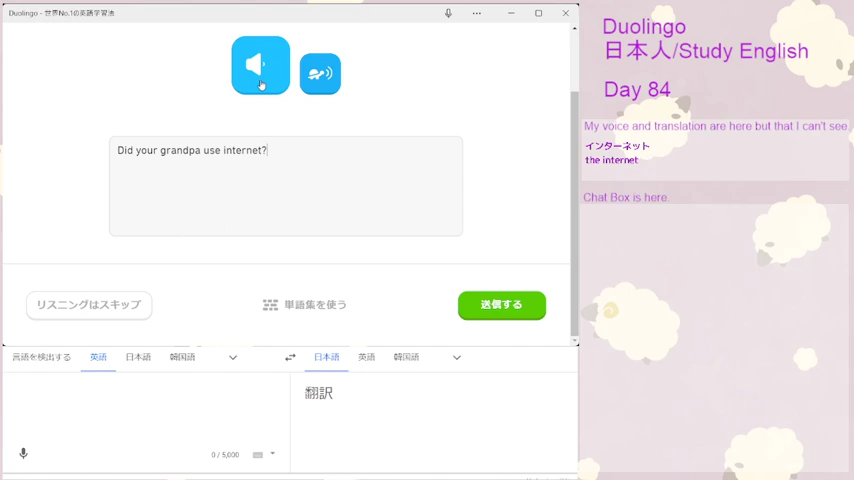 Duolingo - 世界No.1の英語学習法
Did your grandpa use internet?
リスニングはスキップ
単語集を使う
送信する
言語を検出する 英語 日本語 韓国語
日本語 英語 韓国語
翻訳
0 / 5,000
Duolingo
日本人/Study English
Day 84
My voice and translation are here but that I can't see.
インターネット
the internet
Chat Box is here.